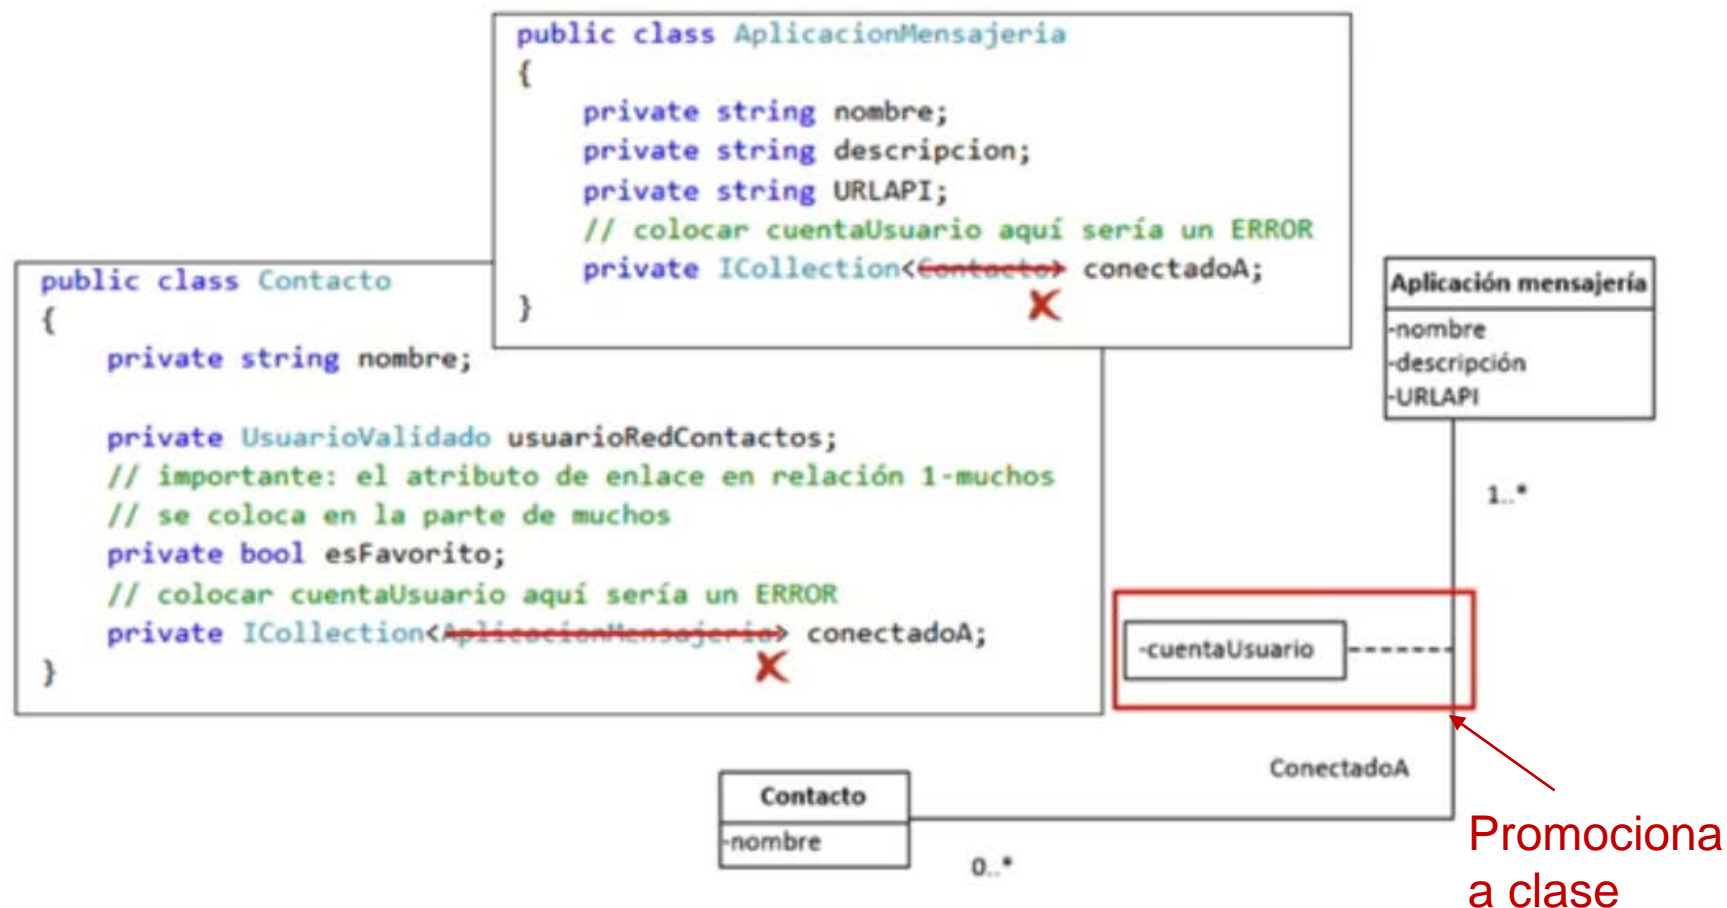 public class AplicacionMensajeria
{
private string nombre;
private string descripcion;
private string URLAPI;
// colocar cuentaUsuario aquí sería un ERROR
private ICollection<Contacto> conectadoA;
}
public class Contacto
{
private string nombre;
private UsuarioValidado usuarioRedContactos;
// importante: el atributo de enlace en relación 1-muchos
// se coloca en la parte de muchos
private bool esFavorito;
// colocar cuentaUsuario aquí sería un ERROR
private ICollection<AplicacionMensajeria> conectadoA;
}
Aplicación mensajería
-nombre
-descripción
-URLAPI
1..*
-cuentaUsuario
ConectadoA
Contacto
-nombre
0..*
Promociona
a clase